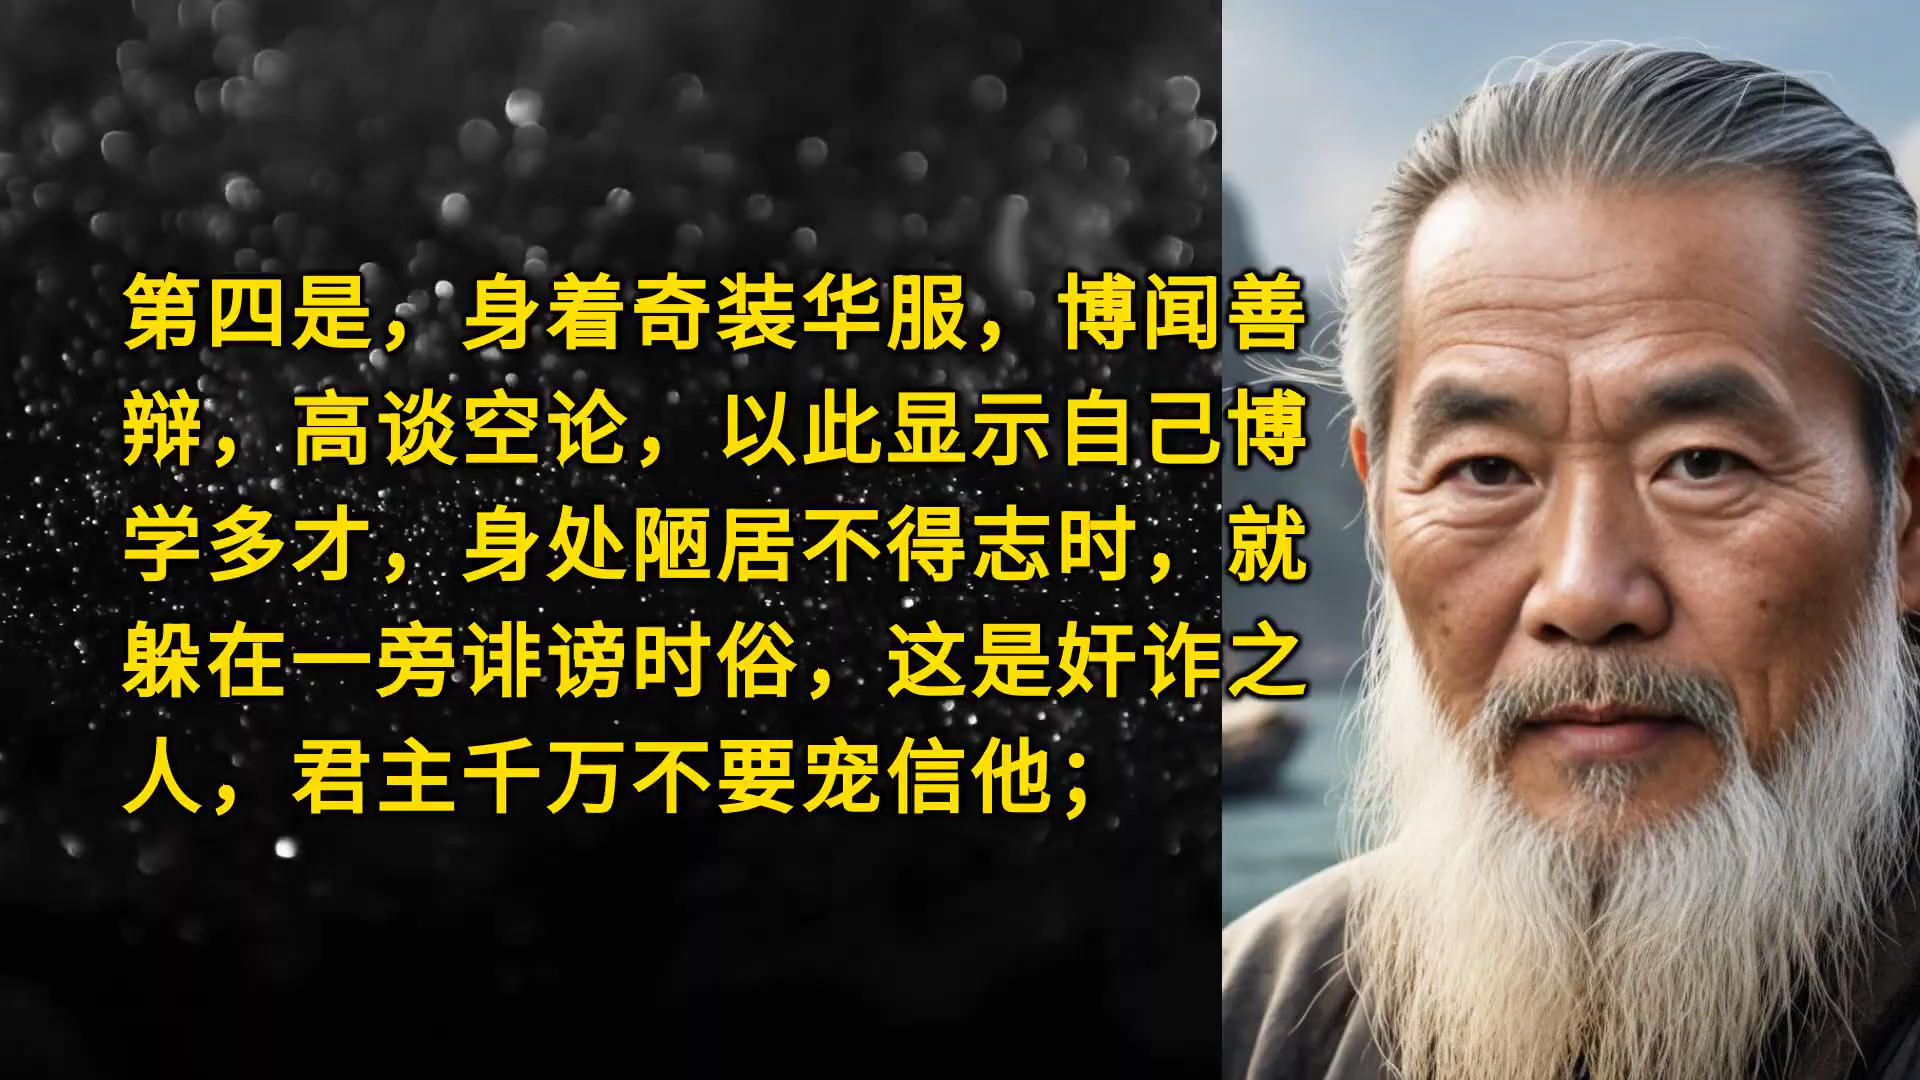 第四是，身着奇装华服，博闻善
辩，高谈空论，以此显示自己博
学多才，身处陋居不得志时，就
躲在一旁诽谤时俗，这是奸诈之
人，君主千万不要宠信他；